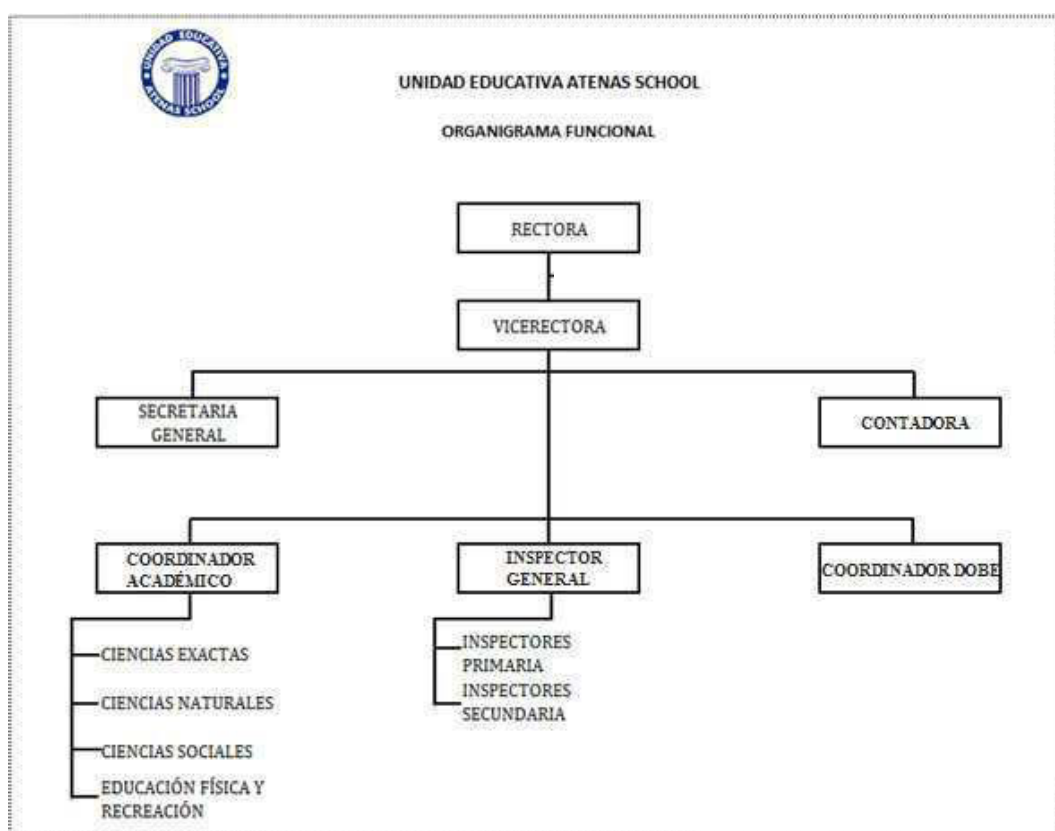 UNIDAD EDUCATIVA
ATENAS SCHOOL
UNIDAD EDUCATIVA ATENAS SCHOOL
ORGANIGRAMA FUNCIONAL
RECTORA
VICERECTORA
SECRETARIA
GENERAL
CONTADORA
COORDINADOR
ACADÉMICO
INSPECTOR
GENERAL
COORDINADOR DOBE
CIENCIAS EXACTAS
CIENCIAS NATURALES
CIENCIAS SOCIALES
EDUCACIÓN FÍSICA Y
RECREACIÓN
INSPECTORES
PRIMARIA
INSPECTORES
SECUNDARIA